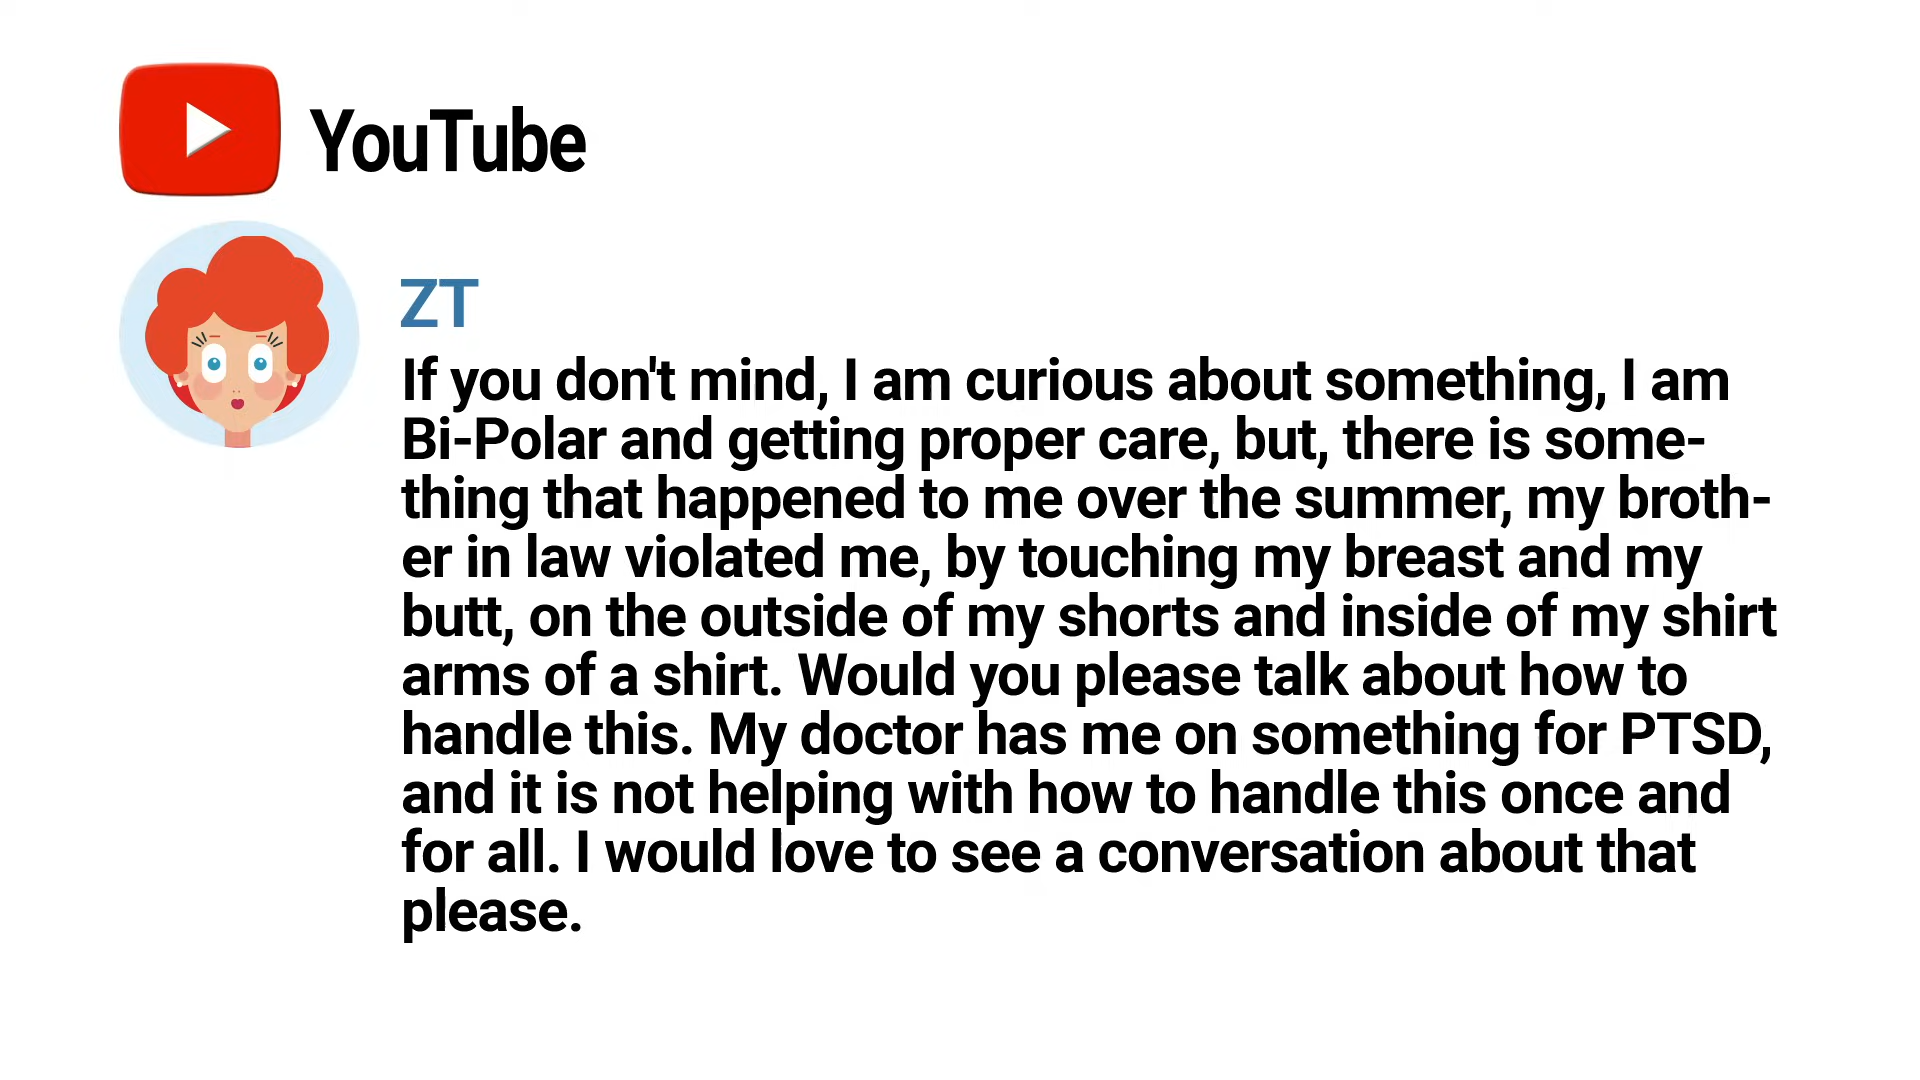 YouTube
ZT
If you don't mind, I am curious about something, I am
Bi-Polar and getting proper care, but, there is some-
thing that happened to me over the summer, my broth-
er in law violated me, by touching my breast and my
butt, on the outside of my shorts and inside of my shirt
arms of a shirt. Would you please talk about how to
handle this. My doctor has me on something for PTSD,
and it is not helping with how to handle this once and
for all. I would love to see a conversation about that
please.